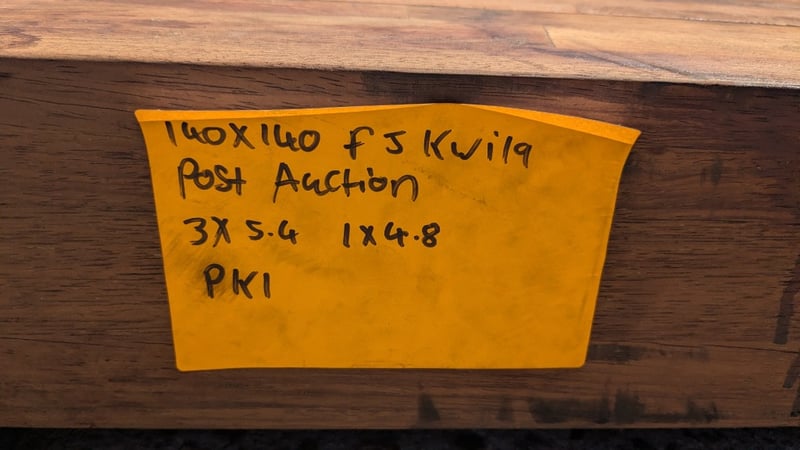 140X140 FJ Kwila
Post Auction
3X 5.4 1X4.8
PK1